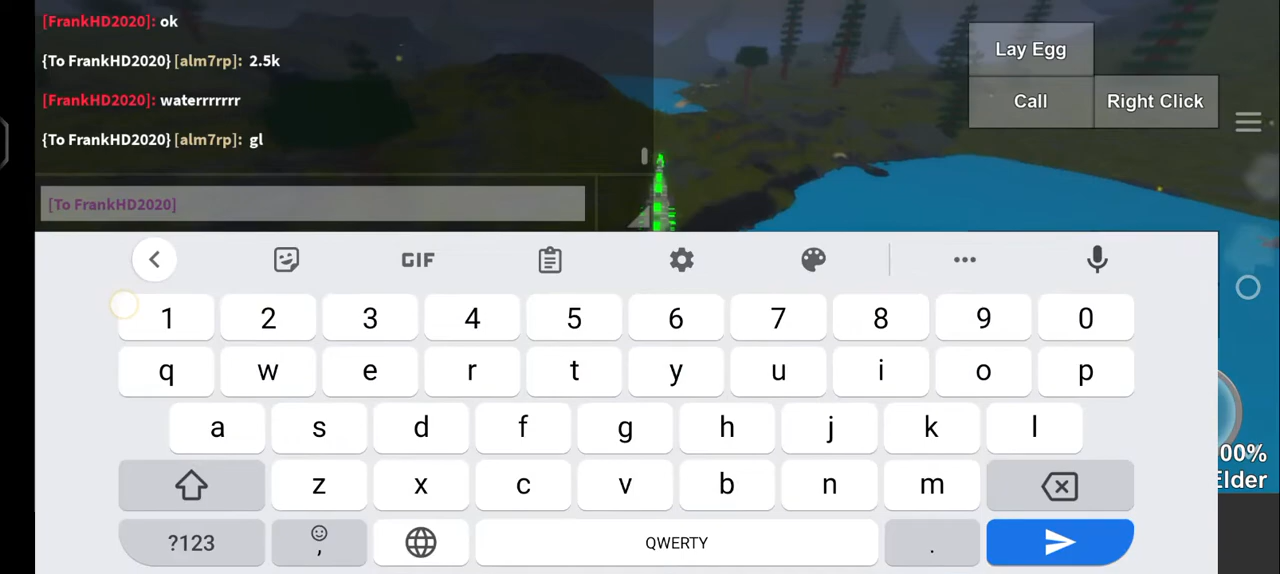 [FrankHD2020]: ok
{To FrankHD2020} [alm7rp]: 2.5k
[FrankHD2020]: waterrrrrrr
{To FrankHD2020} [alm7rp]: gl
[To FrankHD2020]
Lay Egg
Call Right Click
GIF
1 2 3 4 5 6 7 8 9 0
q w e r t y u i o p
a s d f g h j k l
z x c v b n m
?123 , QWERTY .
00%
Elder